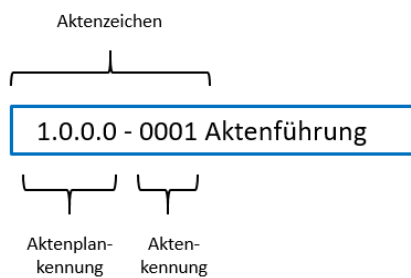 Aktenzeichen
1.0.0.0 - 0001 Aktenführung
Aktenplan-
kennung
Akten-
kennung